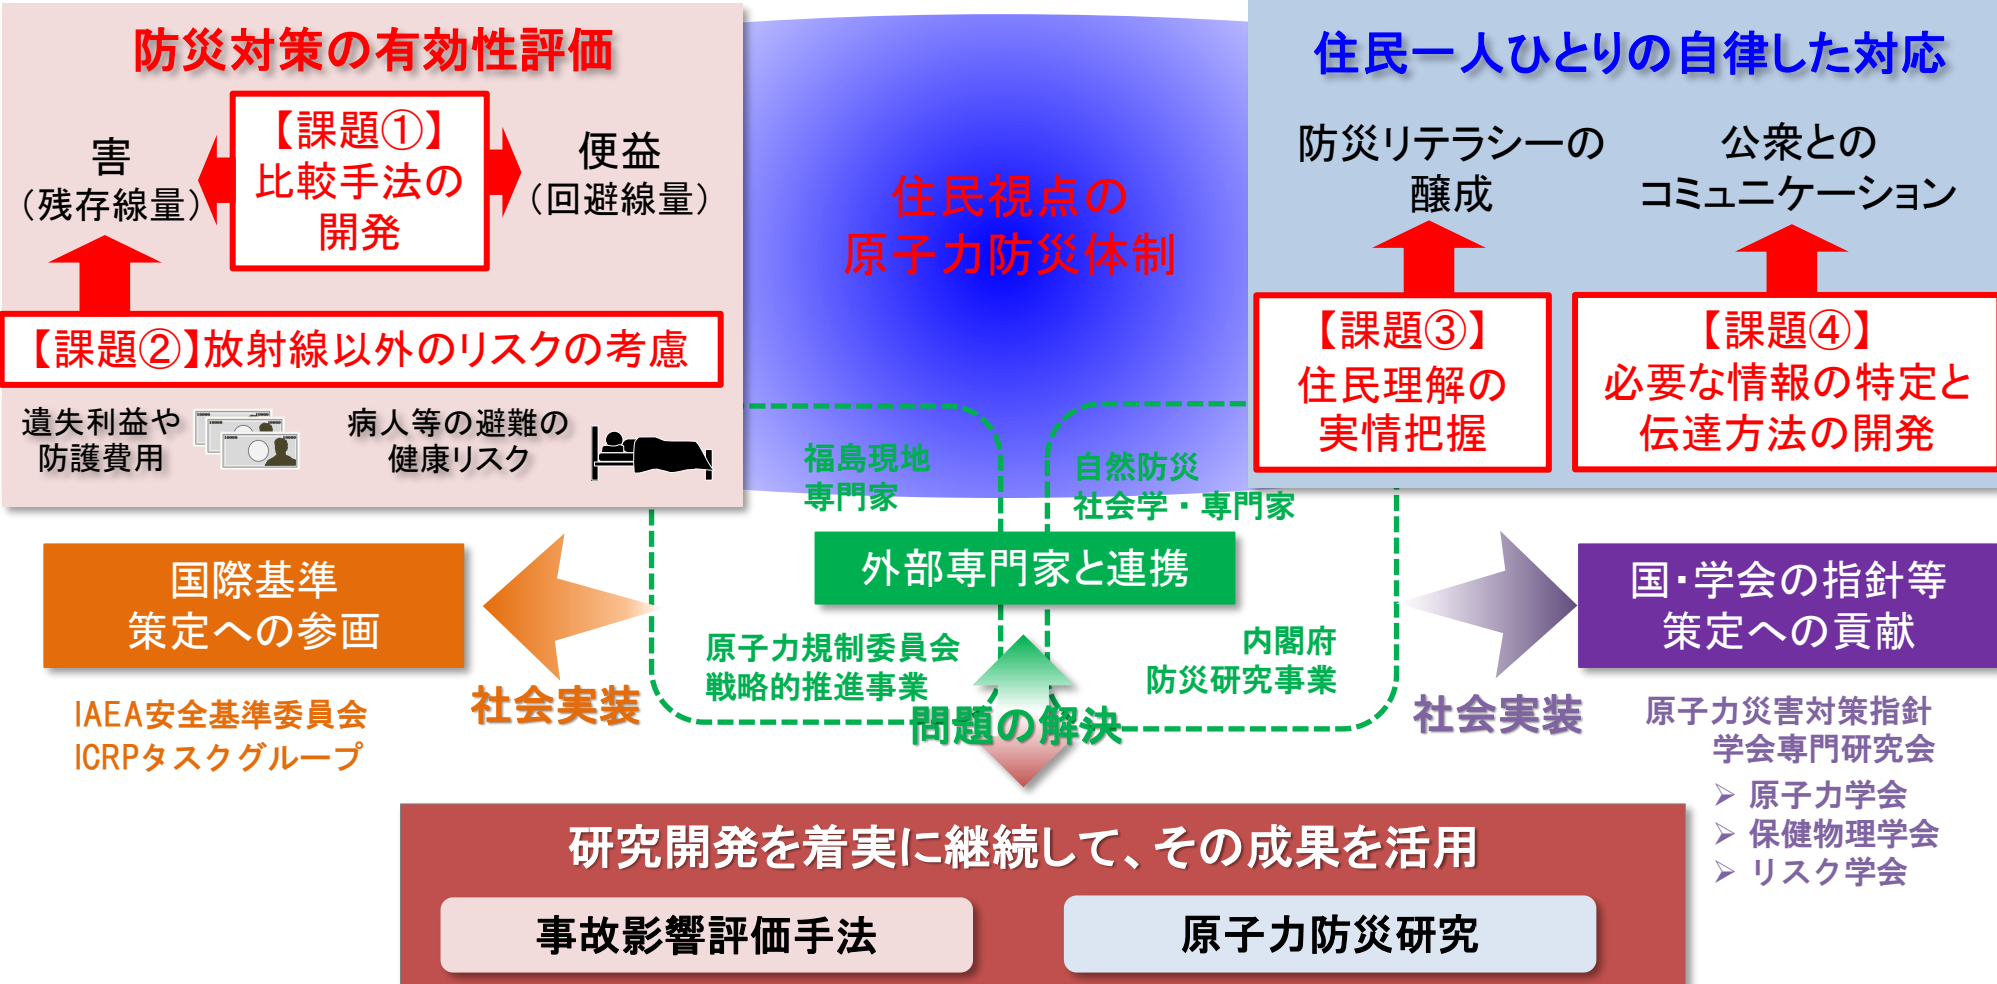 防災対策の有効性評価
害
（残存線量）
【課題①】
比較手法の
開発
便益
（回避線量）
【課題②】放射線以外のリスクの考慮
遺失利益や
防護費用
病人等の避難の
健康リスク
住民視点の
原子力防災体制
住民一人ひとりの自律した対応
防災リテラシーの
醸成
公衆との
コミュニケーション
【課題③】
住民理解の
実情把握
【課題④】
必要な情報の特定と
伝達方法の開発
福島現地
専門家
自然防災
社会学・専門家
外部専門家と連携
原子力規制委員会
戦略的推進事業
内閣府
防災研究事業
国際基準
策定への参画
社会実装
IAEA安全基準委員会
ICRPタスクグループ
問題の解決
社会実装
国・学会の指針等
策定への貢献
原子力災害対策指針
学会専門研究会
➢ 原子力学会
➢ 保健物理学会
➢ リスク学会
研究開発を着実に継続して、その成果を活用
事故影響評価手法
原子力防災研究